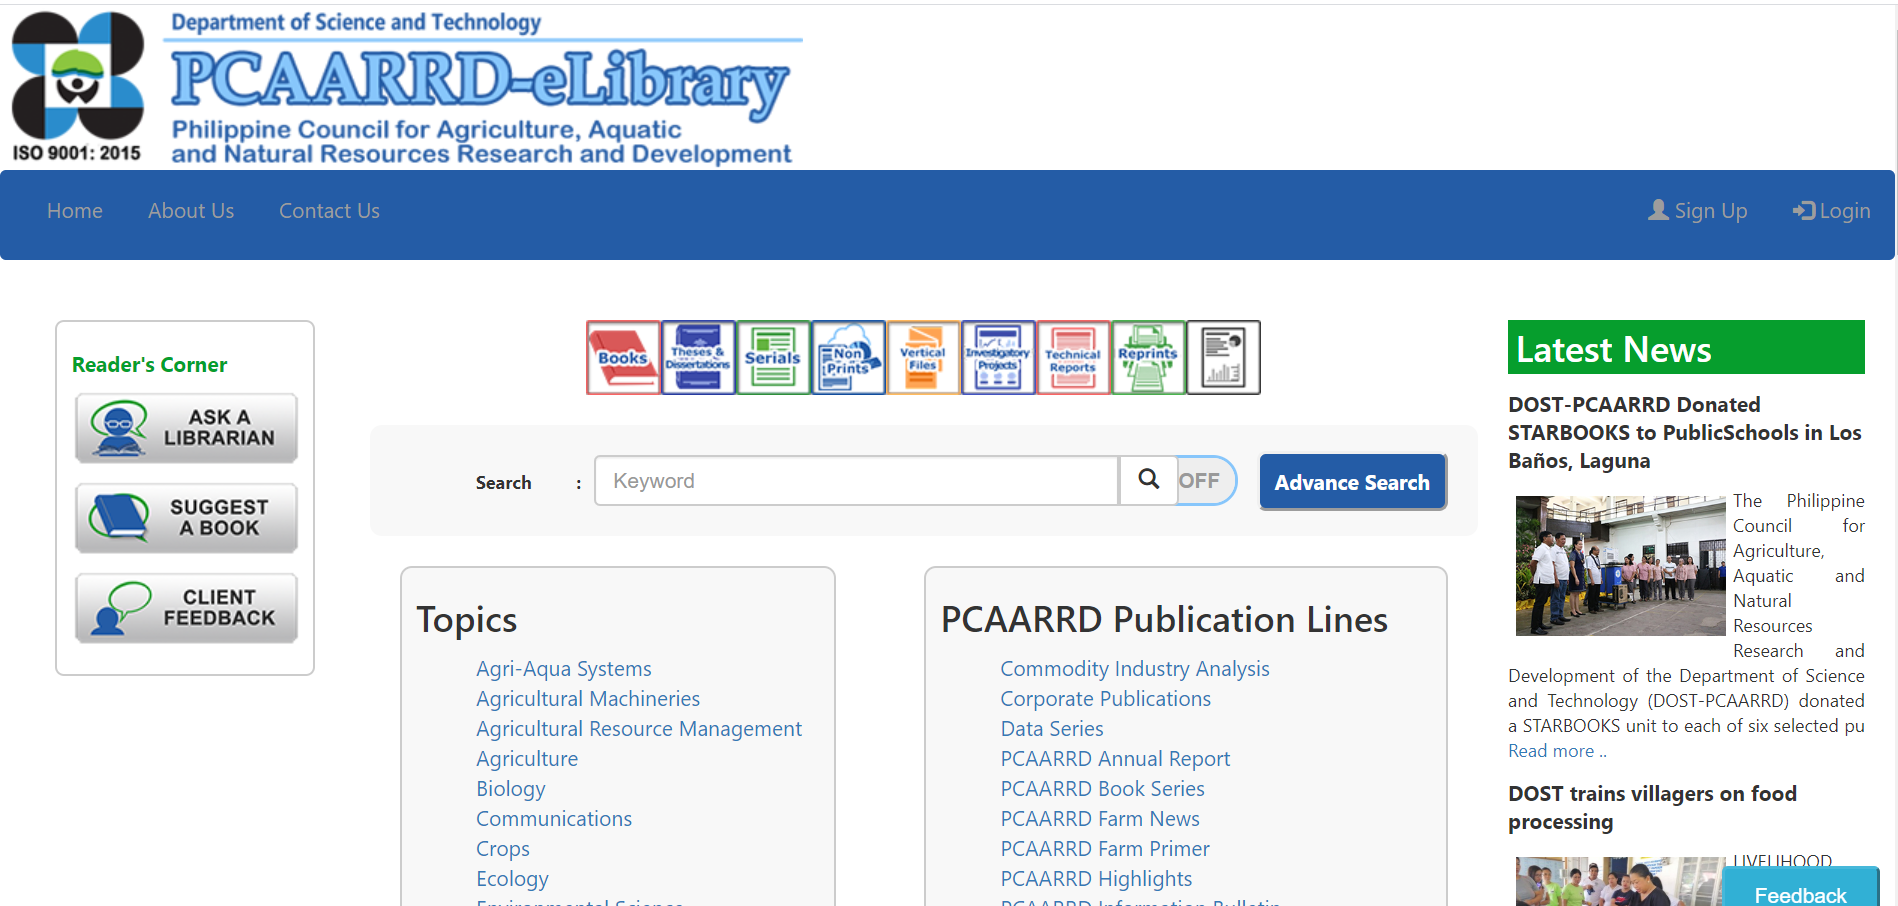 Department of Science and Technology
PCAARRD-eLibrary
Philippine Council for Agriculture, Aquatic
and Natural Resources Research and Development
ISO 9001: 2015
Home
About Us
Contact Us
Sign Up
Login
Reader's Corner
ASK A
LIBRARIAN
SUGGEST
A BOOK
CLIENT
FEEDBACK
Books
Theses &
Dissertations
Serials
Non
Prints
Vertical
Files
Investigatory
Projects
Technical
Reports
Reprints
Search :
Keyword
OFF
Advance Search
Topics
Agri-Aqua Systems
Agricultural Machineries
Agricultural Resource Management
Agriculture
Biology
Communications
Crops
Ecology
Environmental Science
PCAARRD Publication Lines
Commodity Industry Analysis
Corporate Publications
Data Series
PCAARRD Annual Report
PCAARRD Book Series
PCAARRD Farm News
PCAARRD Farm Primer
PCAARRD Highlights
PCAARRD Information Bulletin
Latest News
DOST-PCAARRD Donated
STARBOOKS to PublicSchools in Los
Baños, Laguna
The Philippine
Council for
Agriculture,
Aquatic and
Natural
Resources
Research and
Development of the Department of Science
and Technology (DOST-PCAARRD) donated
a STARBOOKS unit to each of six selected pu
Read more ..
DOST trains villagers on food
processing
LIVELIHOOD
Feedback